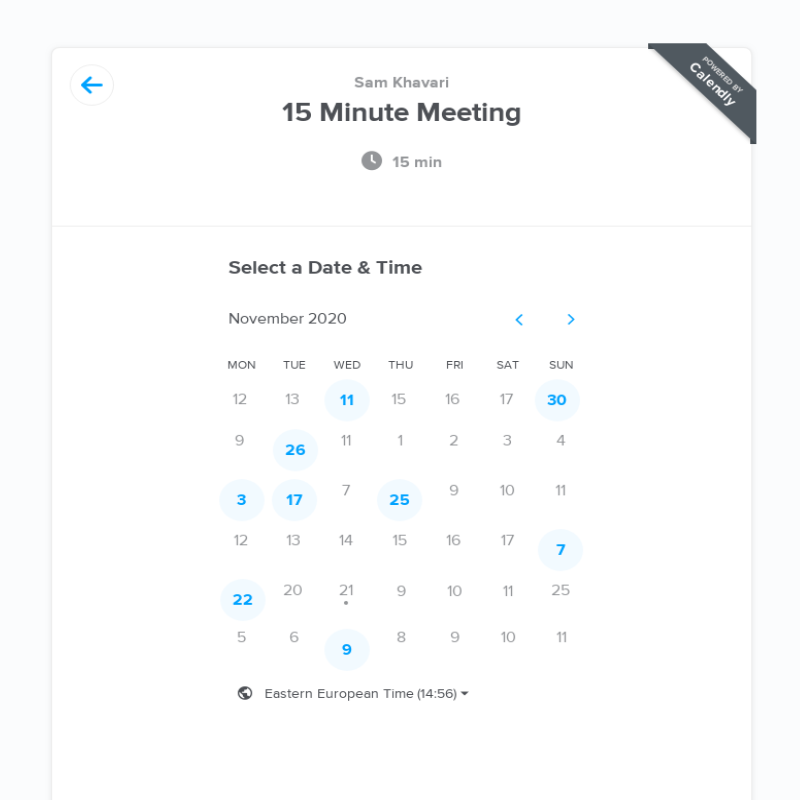 POWERED BY
Calendly
Sam Khavari
15 Minute Meeting
15 min
Select a Date & Time
November 2020
MON TUE WED THU FRI SAT SUN
12 13 11 15 16 17 30
9 26 11 1 2 3 4
3 17 7 25 9 10 11
12 13 14 15 16 17 7
22 20 21 9 10 11 25
5 6 9 8 9 10 11
Eastern European Time (14:56)